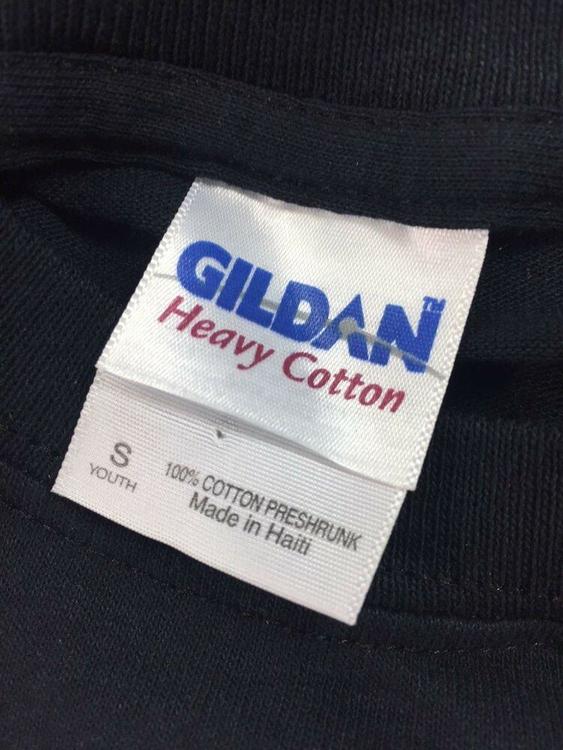 GILDAN™
Heavy Cotton
S
YOUTH
100% COTTON PRESHRUNK
Made in Haiti